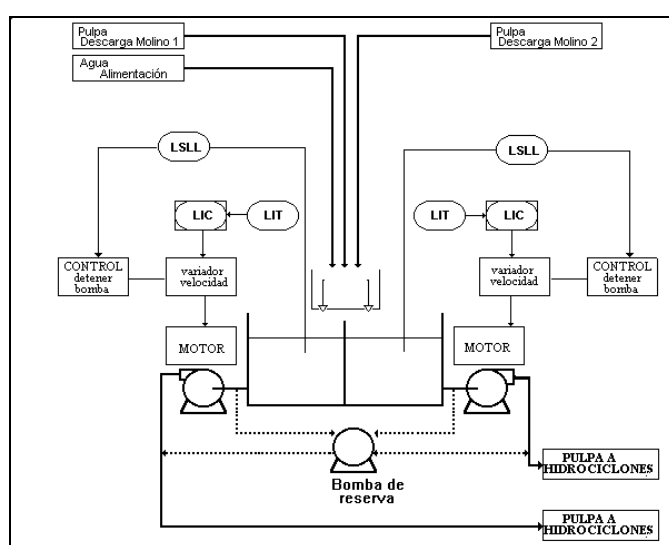 Pulpa
Descarga Molino 1
Pulpa
Descarga Molino 2
Agua
Alimentación
LSLL
LSLL
LIC
LIT
LIT
LIC
CONTROL
detener
bomba
variador
velocidad
variador
velocidad
CONTROL
detener
bomba
MOTOR
MOTOR
Bomba de
reserva
PULPA A
HIDROCICLONES
PULPA A
HIDROCICLONES